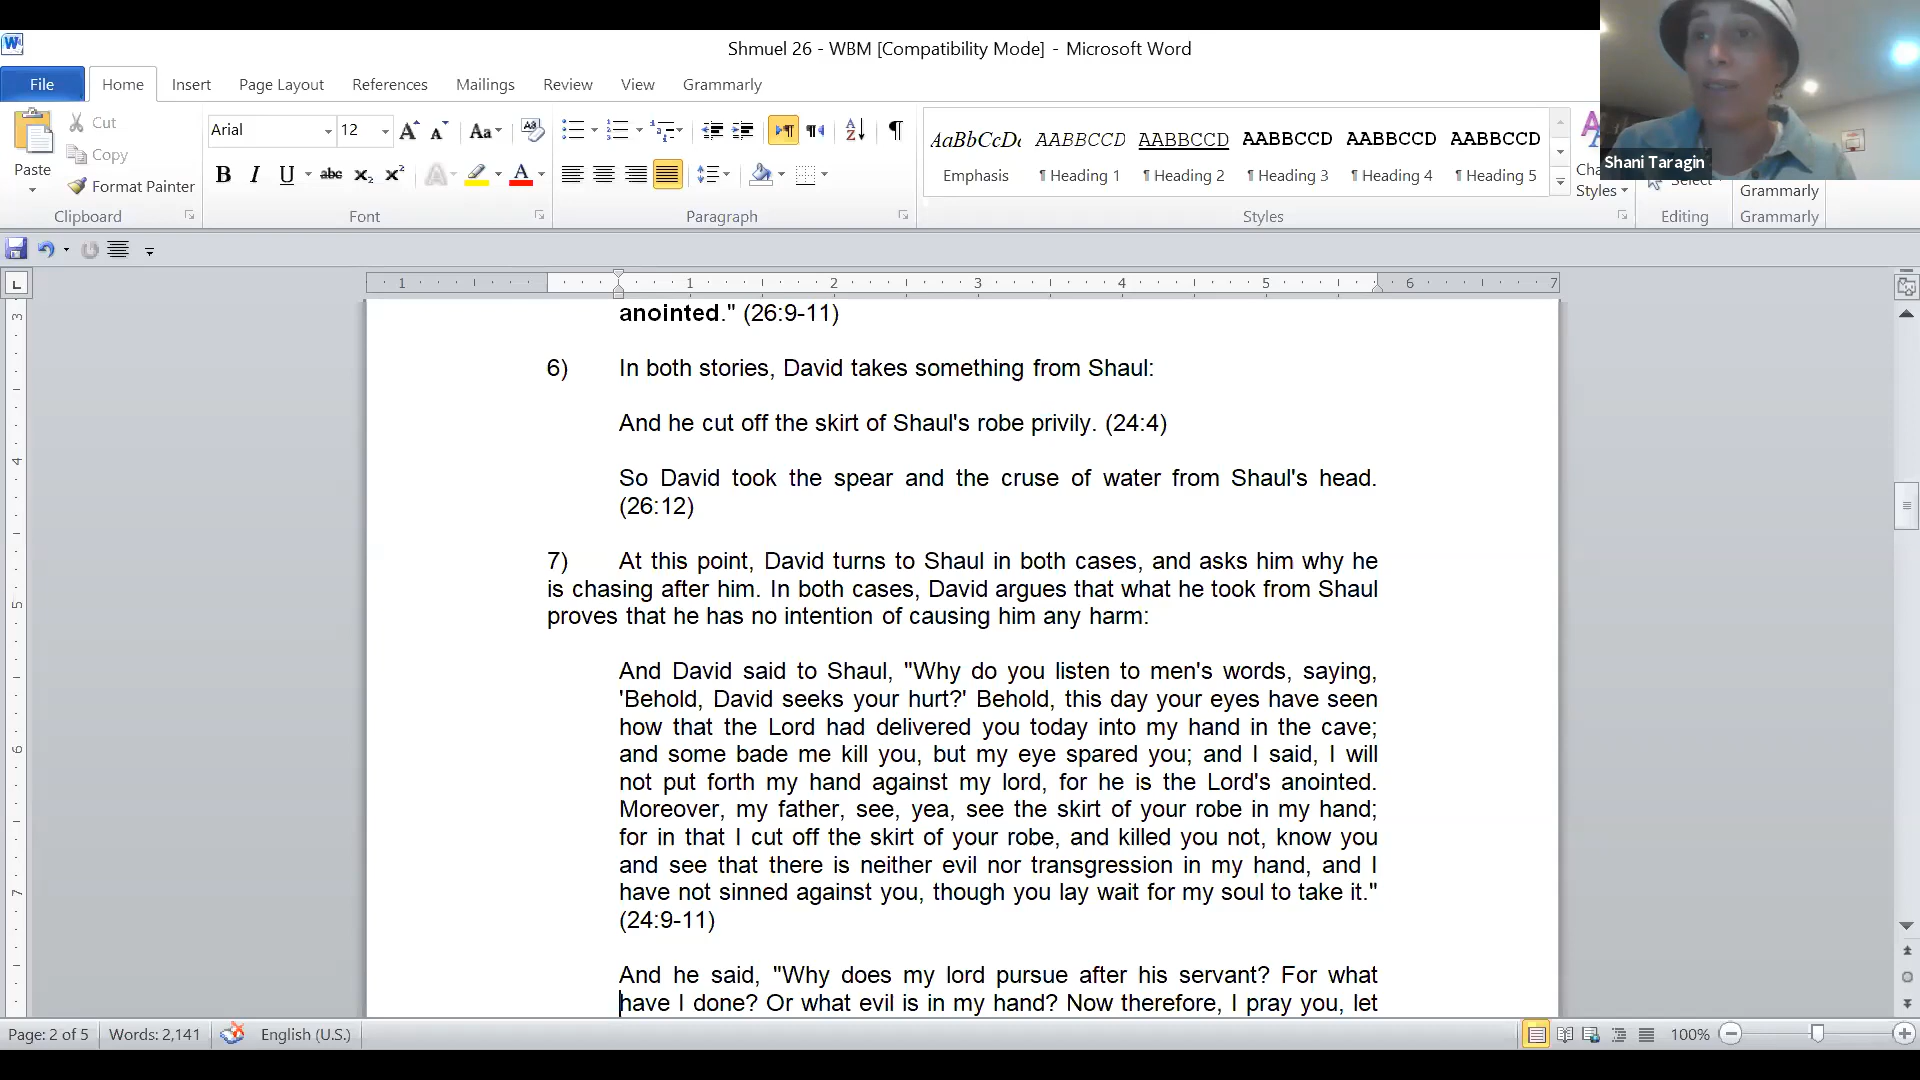 Shmuel 26 - WBM [Compatibility Mode] - Microsoft Word
File Home Insert Page Layout References Mailings Review View Grammarly
Shani Taragin
Paste
Cut
Copy
Format Painter
Clipboard
Arial 12
Font
Paragraph
AaBbCcDc AABBCCD AABBCCD AABBCCD AABBCCD AABBCCD
Emphasis ¶ Heading 1 ¶ Heading 2 ¶ Heading 3 ¶ Heading 4 ¶ Heading 5
Styles
Styles
Select
Editing
Grammarly
Grammarly
1 1 2 3 4 5 6 7
3
4
5
6
7
anointed." (26:9-11)
6) In both stories, David takes something from Shaul:
And he cut off the skirt of Shaul's robe privily. (24:4)
So David took the spear and the cruse of water from Shaul's head.
(26:12)
7) At this point, David turns to Shaul in both cases, and asks him why he
is chasing after him. In both cases, David argues that what he took from Shaul
proves that he has no intention of causing him any harm:
And David said to Shaul, "Why do you listen to men's words, saying,
'Behold, David seeks your hurt?' Behold, this day your eyes have seen
how that the Lord had delivered you today into my hand in the cave;
and some bade me kill you, but my eye spared you; and I said, I will
not put forth my hand against my lord, for he is the Lord's anointed.
Moreover, my father, see, yea, see the skirt of your robe in my hand;
for in that I cut off the skirt of your robe, and killed you not, know you
and see that there is neither evil nor transgression in my hand, and I
have not sinned against you, though you lay wait for my soul to take it."
(24:9-11)
And he said, "Why does my lord pursue after his servant? For what
have I done? Or what evil is in my hand? Now therefore, I pray you, let
Page: 2 of 5 Words: 2,141 English (U.S.) 100%